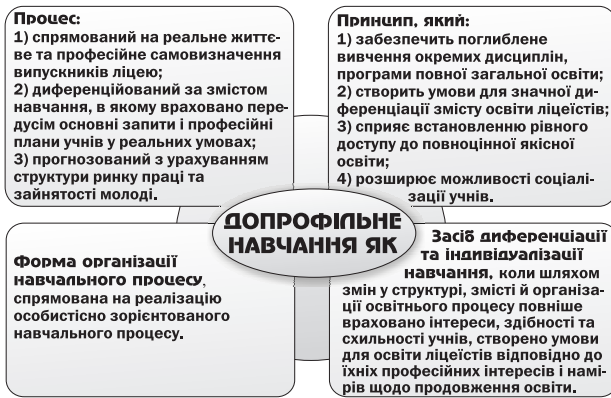 Процес:
1) спрямований на реальне життє-
ве та професійне самовизначення
випускників ліцею;
2) диференційований за змістом
навчання, в якому враховано пере-
дусім основні запити і професійні
плани учнів у реальних умовах;
3) прогнозований з урахуванням
структури ринку праці та
зайнятості молоді.
Принцип, який:
1) забезпечить поглиблене
вивчення окремих дисциплін,
програми повної загальної освіти;
2) створить умови для значної ди-
ференціації змісту освіти ліцеїстів;
3) сприяє встановленню рівного
доступу до повноцінної якісної
освіти;
4) розширює можливості соціалі-
зації учнів.
ДОПРОФІЛЬНЕ
НАВЧАННЯ ЯК
Форма організації
навчального процесу,
спрямована на реалізацію
особистісно зорієнтованого
навчального процесу.
Засіб диференціації
та індивідуалізації
навчання, коли шляхом
змін у структурі, змісті й організа-
ції освітнього процесу повніше
враховано інтереси, здібності та
схильності учнів, створено умови
для освіти ліцеїстів відповідно до
їхніх професійних інтересів і намі-
рів щодо продовження освіти.